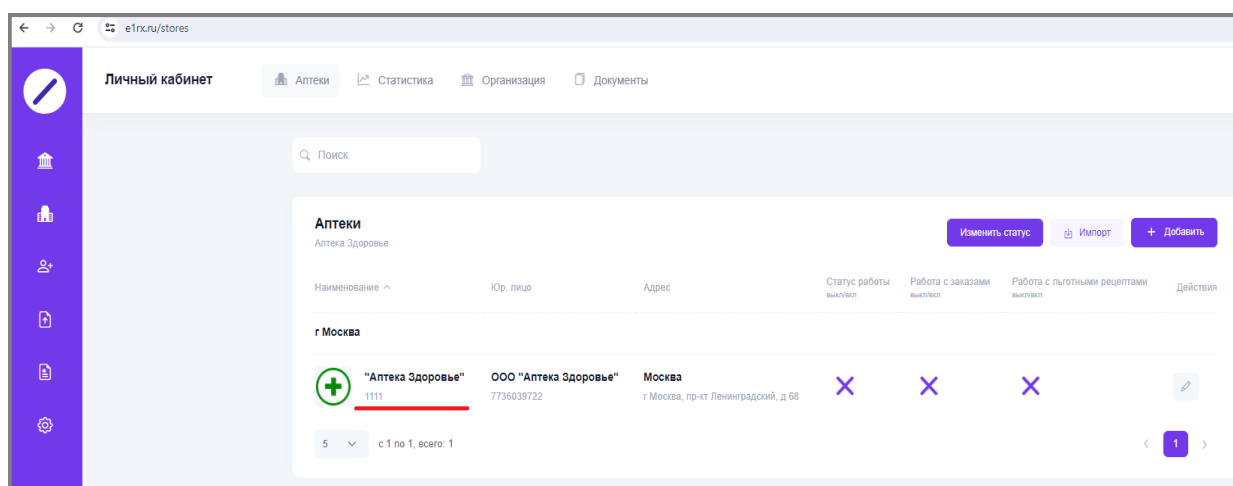 e1rx.ru/stores
Личный кабинет Аптеки Статистика Организация Документы
Поиск
Аптеки
Аптека Здоровье
Изменить статус Импорт + Добавить
Наименование Юр. лицо Адрес Статус работы Работа с заказами Работа с льготными рецептами Действия
выкл/вкл выкл/вкл выкл/вкл
г Москва
"Аптека Здоровье" ООО "Аптека Здоровье" Москва
1111 7736039722 г Москва, пр-кт Ленинградский, д 68
5 с 1 по 1, всего: 1 1